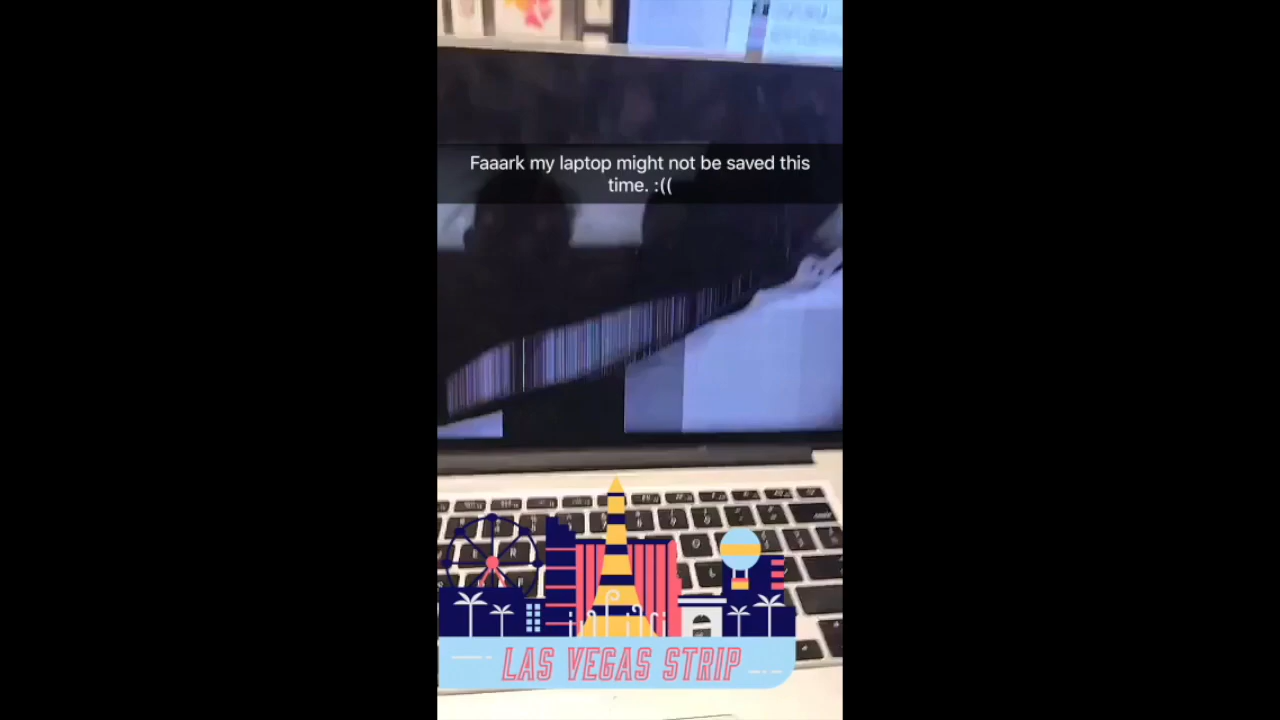 Faaark my laptop might not be saved this
time. :((
LAS VEGAS STRIP